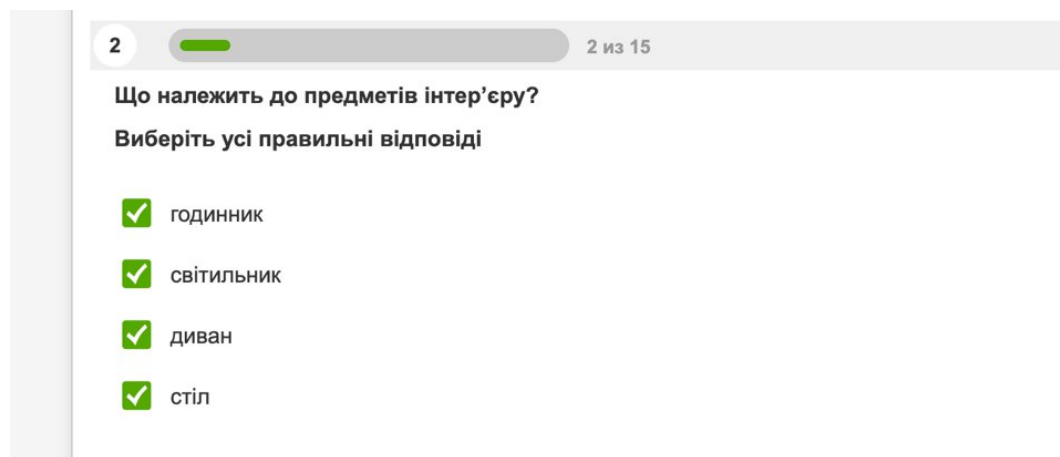 2
2 из 15
Що належить до предметів інтер’єру?
Виберіть усі правильні відповіді
годинник
світильник
диван
стіл